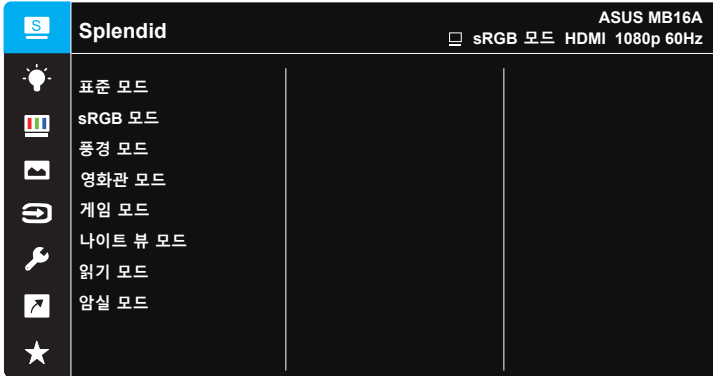 S
Splendid
ASUS MB16A
sRGB 모드 HDMI 1080p 60Hz
표준 모드
sRGB 모드
풍경 모드
영화관 모드
게임 모드
나이트 뷰 모드
읽기 모드
암실 모드